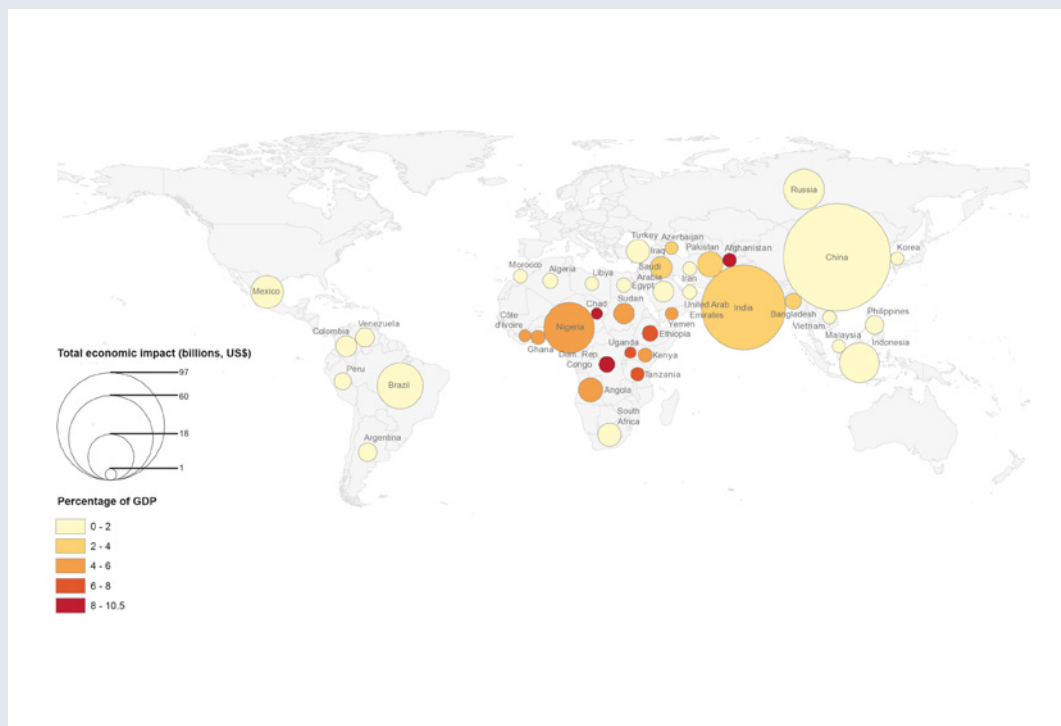 Russia
Turkey
Azerbaijan
Iraq
Pakistan
Afghanistan
China
Korea
Morocco
Algeria
Libya
Saudi
Arabia
Egypt
Iran
Mexico
Chad
Sudan
United Arab
Emirates
India
Bangladesh
Philippines
Côte
d'Ivoire
Nigeria
Yemen
Ethiopia
Vietnam
Malaysia
Indonesia
Colombia
Venezuela
Ghana
Uganda
Dem Rep
Congo
Kenya
Tanzania
Peru
Brazil
Angola
South
Africa
Argentina
Total economic impact (billions, US$)
97
60
18
1
Percentage of GDP
0 - 2
2 - 4
4 - 6
6 - 8
8 - 10.5